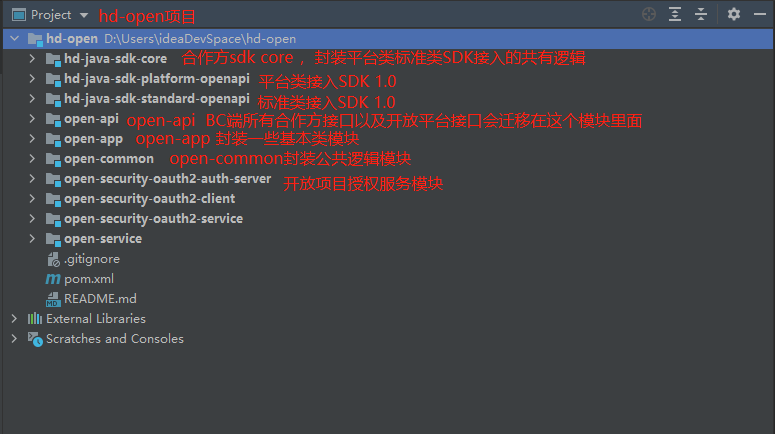 Project hd-open项目
hd-open D:\Users\ideaDevSpace\hd-open
hd-java-sdk-core 合作方sdk core ，封装平台类标准类SDK接入的共有逻辑
hd-java-sdk-platform-openapi 平台类接入SDK 1.0
hd-java-sdk-standard-openapi 标准类接入SDK 1.0
open-api open-api BC端所有合作方接口以及开放平台接口会迁移在这个模块里面
open-app open-app 封装一些基本类模块
open-common open-common封装公共逻辑模块
open-security-oauth2-auth-server 开放项目授权服务模块
open-security-oauth2-client
open-security-oauth2-service
open-service
.gitignore
m pom.xml
MD README.md
External Libraries
Scratches and Consoles